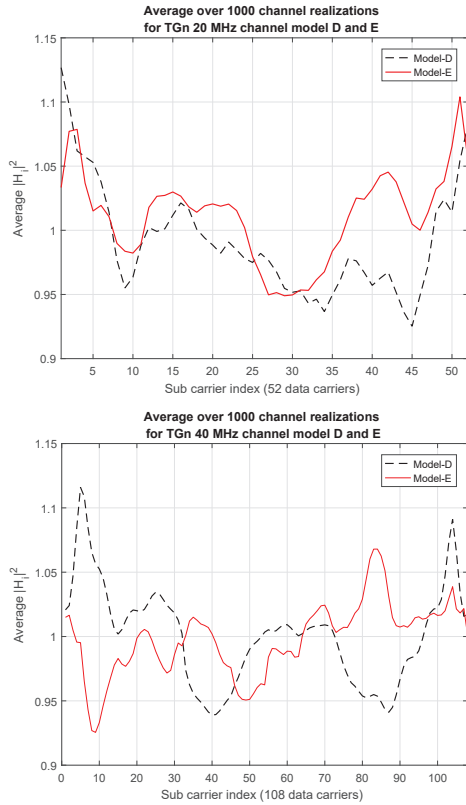 Average over 1000 channel realizations
for TGn 20 MHz channel model D and E
1.15
1.1
1.05
1
0.95
0.9
Average |H_i|^2
Model-D
Model-E
5 10 15 20 25 30 35 40 45 50
Sub carrier index (52 data carriers)
Average over 1000 channel realizations
for TGn 40 MHz channel model D and E
1.15
1.1
1.05
1
0.95
0.9
Average |H_i|^2
Model-D
Model-E
0 10 20 30 40 50 60 70 80 90 100
Sub carrier index (108 data carriers)